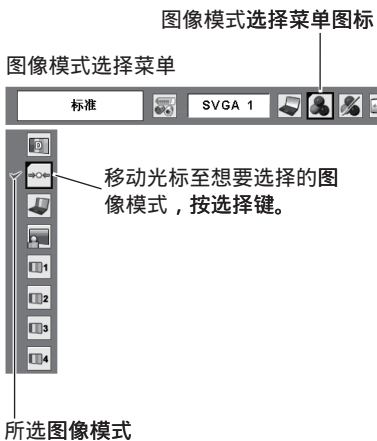 图像模式选择菜单图标
图像模式选择菜单
标准 SVGA 1
D
移动光标至想要选择的图
像模式，按选择键。
1
2
3
4
所选图像模式